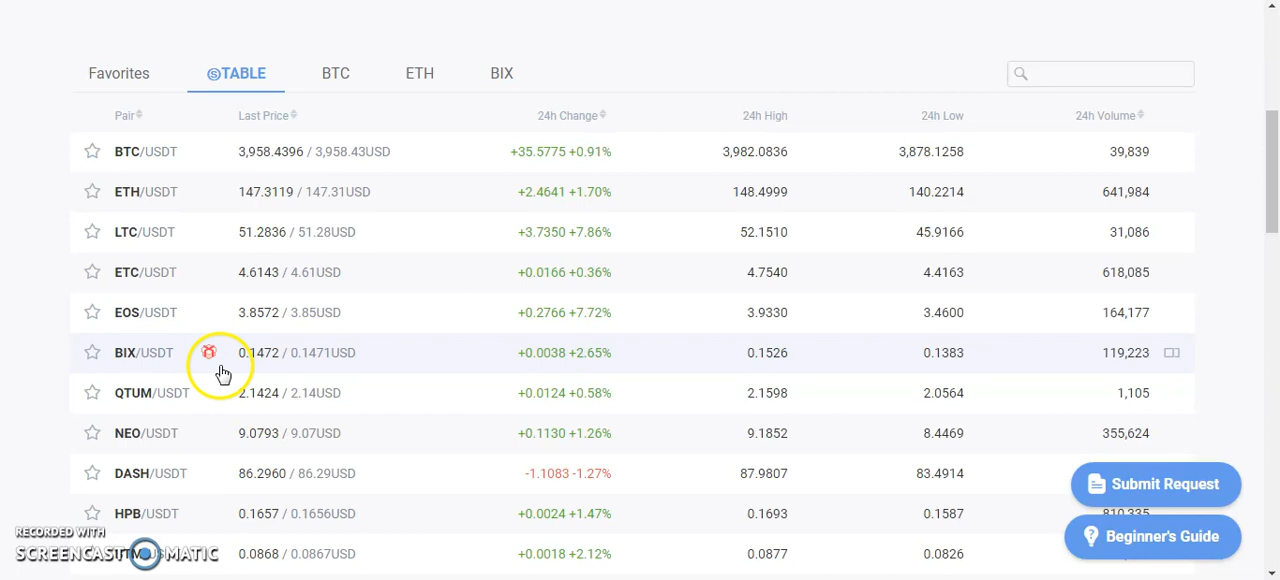 Favorites ⓢTABLE BTC ETH BIX
Pair Last Price 24h Change 24h High 24h Low 24h Volume
BTC/USDT 3,958.4396 / 3,958.43USD +35.5775 +0.91% 3,982.0836 3,878.1258 39,839
ETH/USDT 147.3119 / 147.31USD +2.4641 +1.70% 148.4999 140.2214 641,984
LTC/USDT 51.2836 / 51.28USD +3.7350 +7.86% 52.1510 45.9166 31,086
ETC/USDT 4.6143 / 4.61USD +0.0166 +0.36% 4.7540 4.4163 618,085
EOS/USDT 3.8572 / 3.85USD +0.2766 +7.72% 3.9330 3.4600 164,177
BIX/USDT 0.1472 / 0.1471USD +0.0038 +2.65% 0.1526 0.1383 119,223
QTUM/USDT 2.1424 / 2.14USD +0.0124 +0.58% 2.1598 2.0564 1,105
NEO/USDT 9.0793 / 9.07USD +0.1130 +1.26% 9.1852 8.4469 355,624
DASH/USDT 86.2960 / 86.29USD -1.1083 -1.27% 87.9807 83.4914
Submit Request
HPB/USDT 0.1657 / 0.1656USD +0.0024 +1.47% 0.1693 0.1587
RECORDED WITH
SCREENCAST MATIC 0.0868 / 0.0867USD +0.0018 +2.12% 0.0877 0.0826
Beginner's Guide